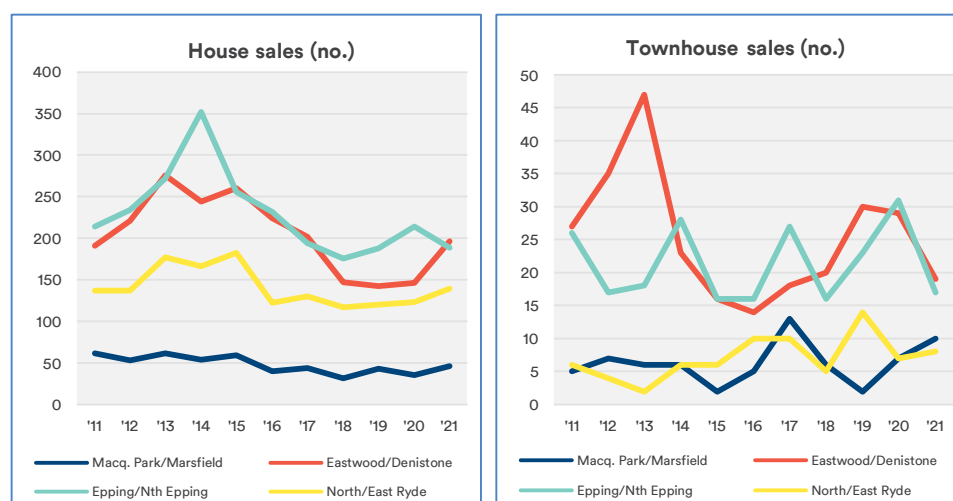 House sales (no.)
400
350
300
250
200
150
100
50
0
'11 '12 '13 '14 '15 '16 '17 '18 '19 '20 '21
Macq. Park/Marsfield Eastwood/Denistone
Epping/Nth Epping North/East Ryde
Townhouse sales (no.)
50
45
40
35
30
25
20
15
10
5
0
'11 '12 '13 '14 '15 '16 '17 '18 '19 '20 '21
Macq. Park/Marsfield Eastwood/Denistone
Epping/Nth Epping North/East Ryde